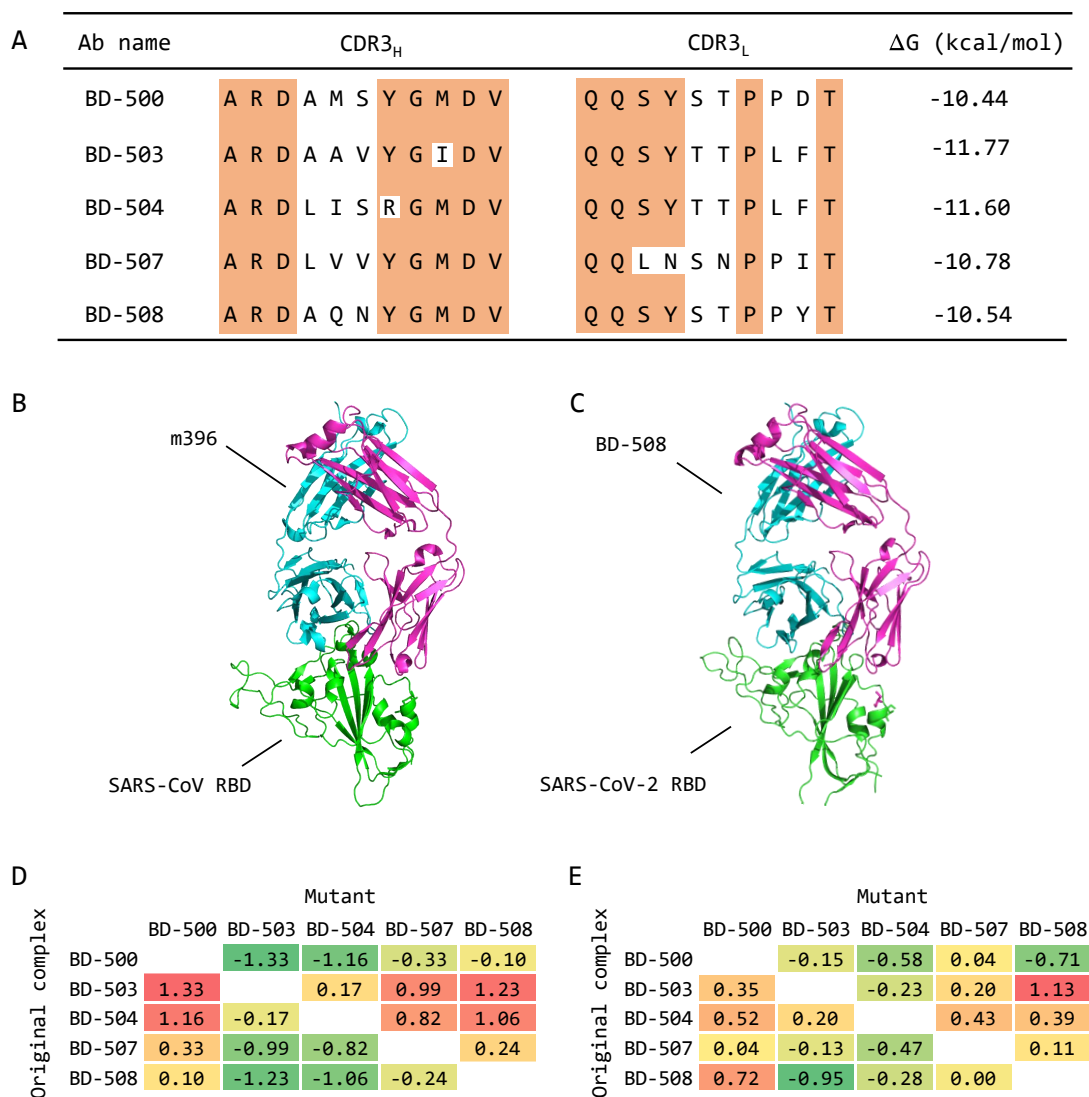 A
Ab name CDR3H CDR3L ΔG (kcal/mol)
BD-500 A R D A M S Y G M D V Q Q S Y S T P P D T -10.44
BD-503 A R D A A V Y G I D V Q Q S Y T T P L F T -11.77
BD-504 A R D L I S R G M D V Q Q S Y T T P L F T -11.60
BD-507 A R D L V V Y G M D V Q Q L N S N P P I T -10.78
BD-508 A R D A Q N Y G M D V Q Q S Y S T P P Y T -10.54
B
m396
SARS-CoV RBD
C
BD-508
SARS-CoV-2 RBD
D
Mutant
Original complex
BD-500 BD-503 BD-504 BD-507 BD-508
BD-500 -1.33 -1.16 -0.33 -0.10
BD-503 1.33 0.17 0.99 1.23
BD-504 1.16 -0.17 0.82 1.06
BD-507 0.33 -0.99 -0.82 0.24
BD-508 0.10 -1.23 -1.06 -0.24
E
Mutant
Original complex
BD-500 BD-503 BD-504 BD-507 BD-508
BD-500 -0.15 -0.58 0.04 -0.71
BD-503 0.35 -0.23 0.20 1.13
BD-504 0.52 0.20 0.43 0.39
BD-507 0.04 -0.13 -0.47 0.11
BD-508 0.72 -0.95 -0.28 0.00